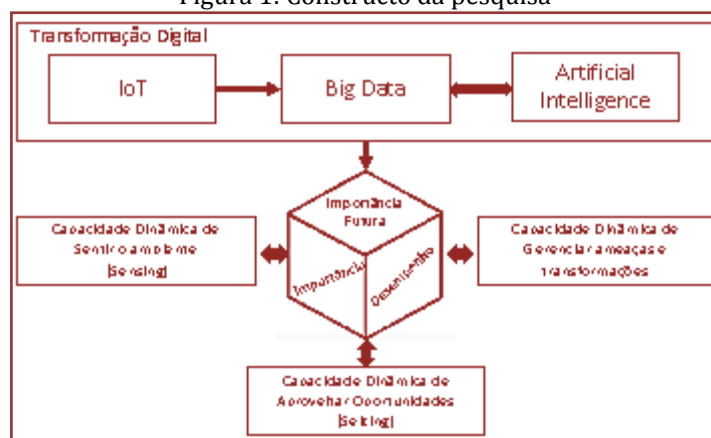 Figura 1: Constructo da pesquisa
Transformação Digital
IoT
Big Data
Artificial
Intelligence
Importância
Futura
Importância
Desempenho
Capacidade Dinâmica de
Sentir o ambiente
(Sensing)
Capacidade Dinâmica de
Gerenciar ameaças e
transformações
Capacidade Dinâmica de
Aproveitar Oportunidades